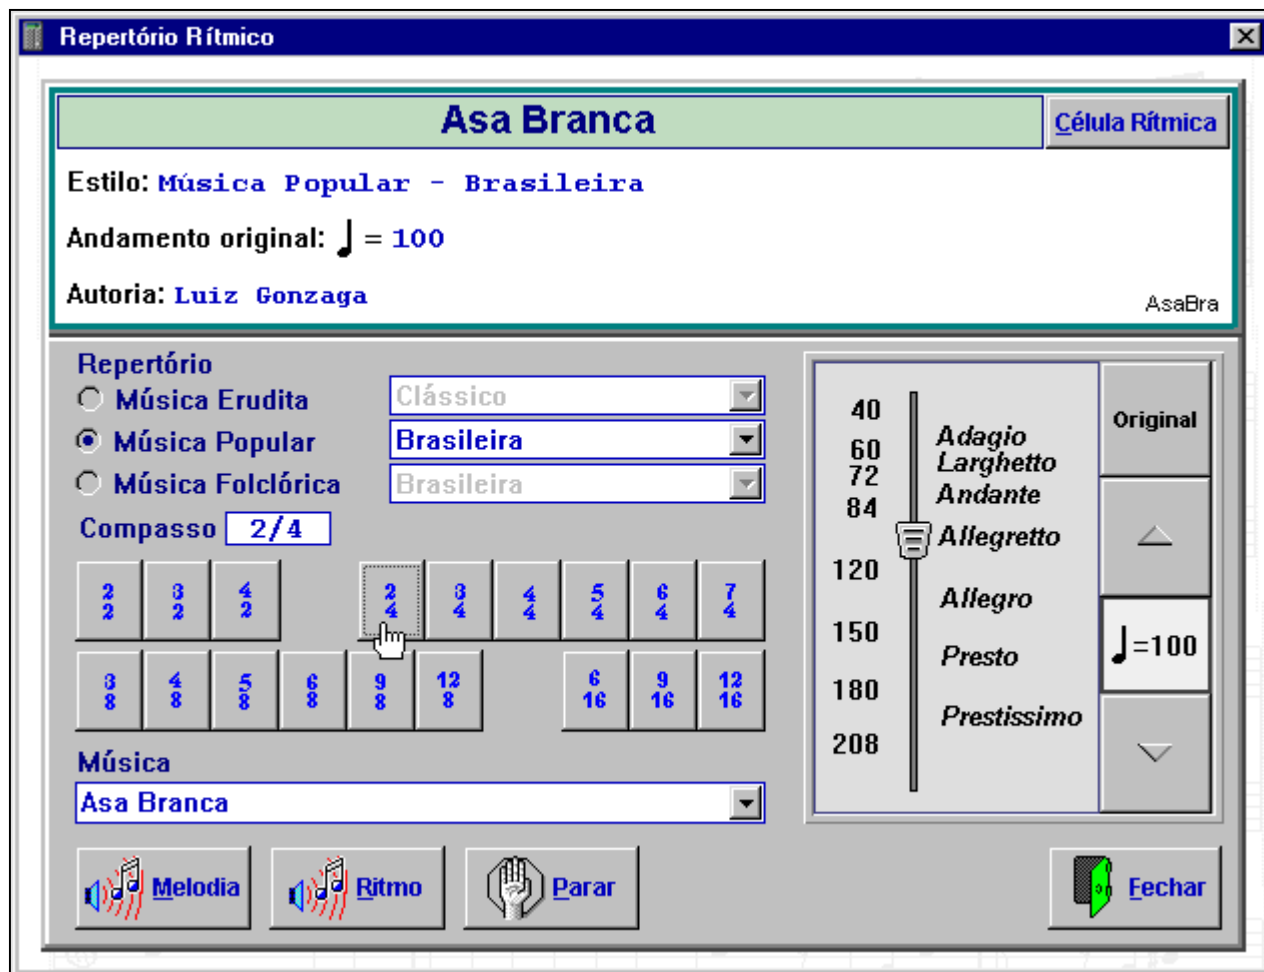 Repertório Rítmico
Asa Branca
Célula Rítmica
Estilo: Música Popular - Brasileira
Andamento original: ♩ = 100
Autoria: Luiz Gonzaga
AsaBra
Repertório
Música Erudita Clássico
Música Popular Brasileira
Música Folclórica Brasileira
Compasso 2/4
2/2 3/2 4/2 2/4 3/4 4/4 5/4 6/4 7/4
3/8 4/8 5/8 6/8 9/8 12/8 6/16 9/16 12/16
Música
Asa Branca
40
60 Adagio
72 Larghetto
84 Andante
Allegretto
120
Allegro
150
Presto
180
Prestissimo
208
Original
♩=100
Melodia Ritmo Parar Fechar